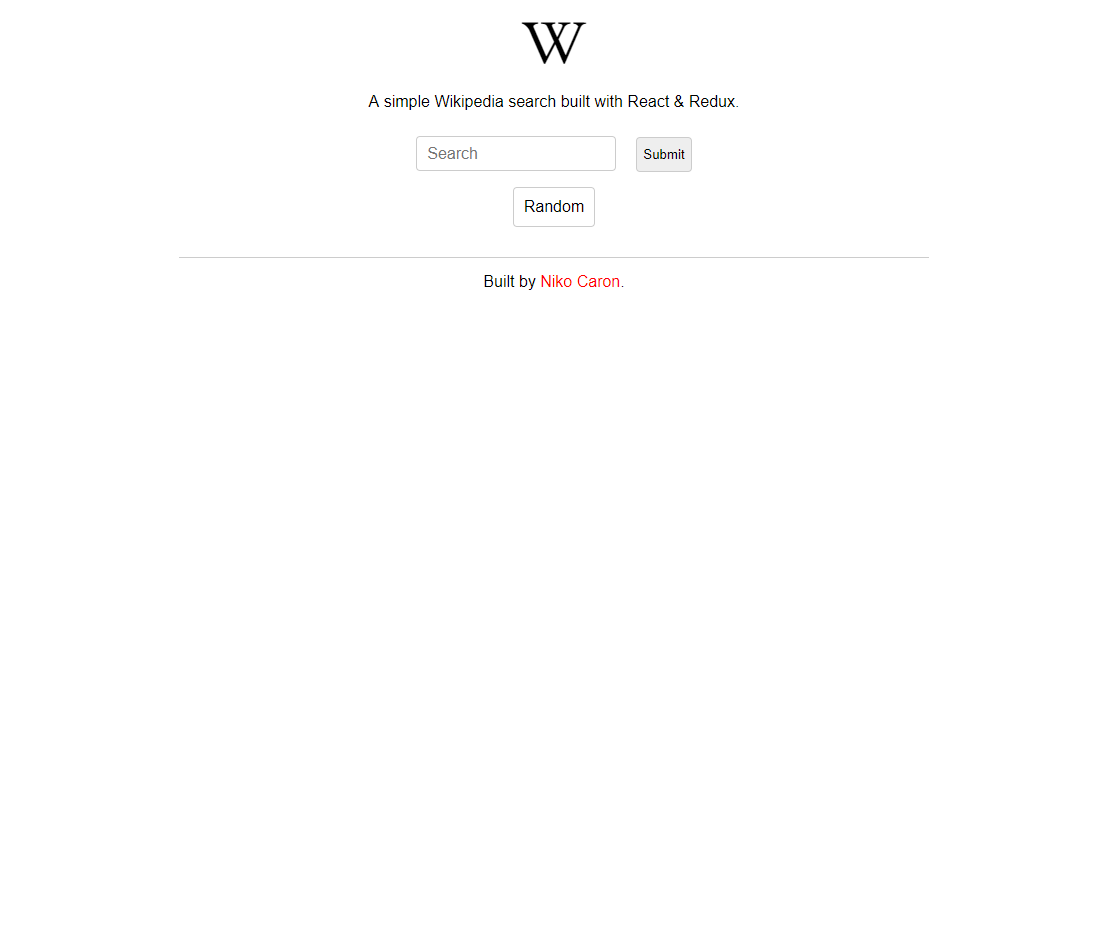 W
A simple Wikipedia search built with React & Redux.
Search
Submit
Random
Built by Niko Caron.